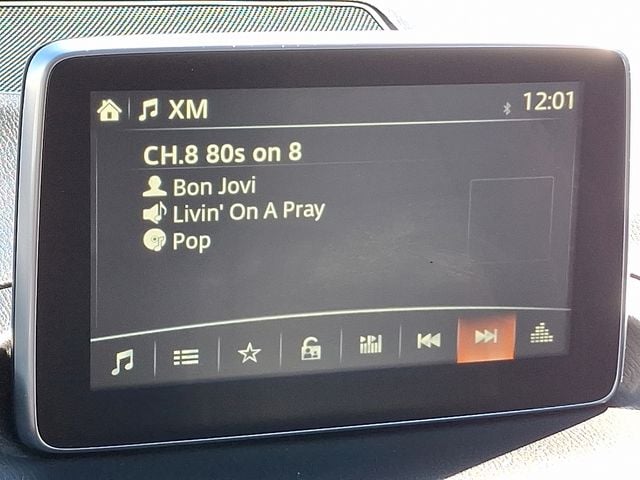 XM 12:01
CH.8 80s on 8
Bon Jovi
Livin' On A Pray
Pop